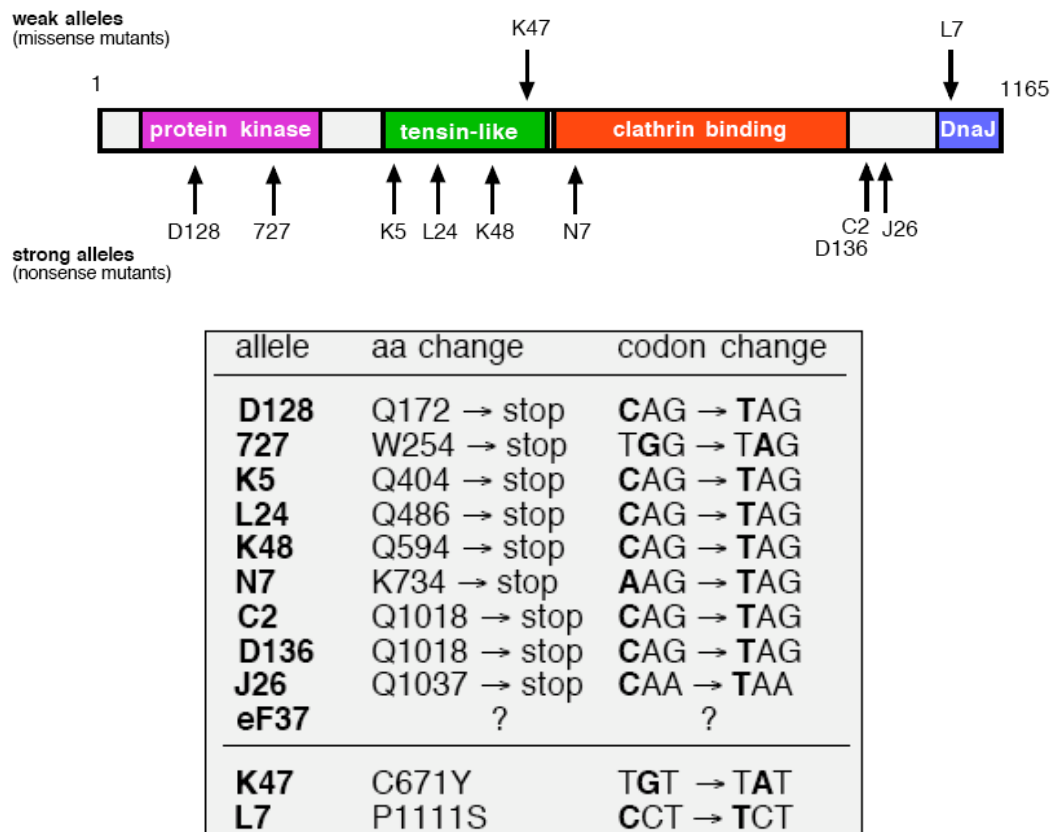 weak alleles
(missense mutants)
K47
L7
1
1165
protein kinase
tensin-like
clathrin binding
DnaJ
D128
727
K5
L24
K48
N7
C2
J26
D136
strong alleles
(nonsense mutants)
allele aa change codon change
D128 Q172 → stop CAG → TAG
727 W254 → stop TGG → TAG
K5 Q404 → stop CAG → TAG
L24 Q486 → stop CAG → TAG
K48 Q594 → stop CAG → TAG
N7 K734 → stop AAG → TAG
C2 Q1018 → stop CAG → TAG
D136 Q1018 → stop CAG → TAG
J26 Q1037 → stop CAA → TAA
eF37 ? ?
K47 C671Y TGT → TAT
L7 P1111S CCT → TCT